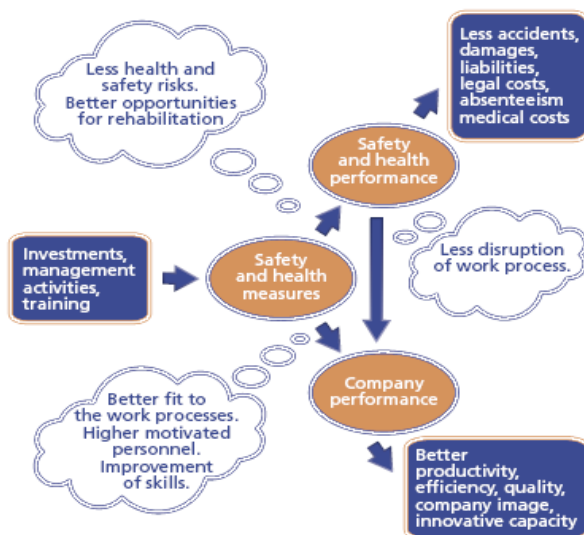 Less accidents,
damages,
liabilities,
legal costs,
absenteeism
medical costs
Less health and
safety risks.
Better opportunities
for rehabilitation
Safety
and health
performance
Less disruption
of work process.
Investments,
management
activities,
training
Safety
and health
measures
Better fit to
the work processes.
Higher motivated
personnel.
Improvement
of skills.
Company
performance
Better
productivity,
efficiency, quality,
company image,
innovative capacity